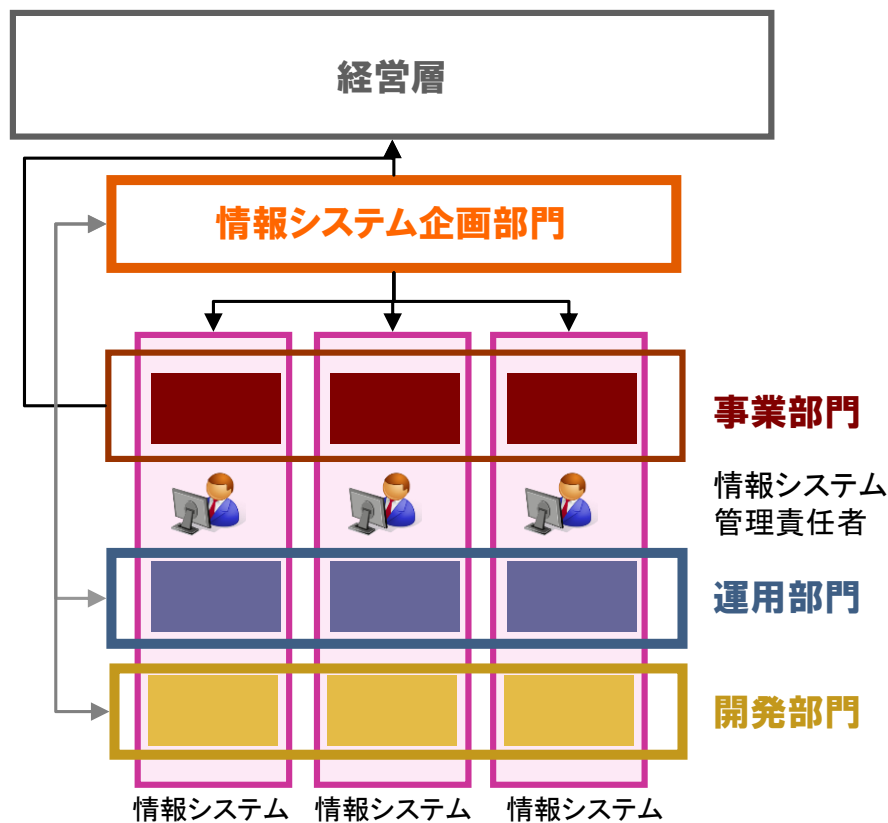 経営層
情報システム企画部門
事業部門
情報システム
管理責任者
運用部門
開発部門
情報システム
情報システム
情報システム